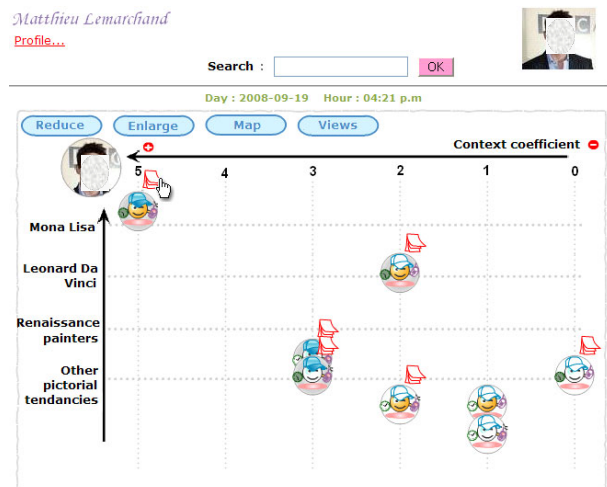 Matthieu Lemarchand
Profile...
Search :
OK
Day : 2008-09-19 Hour : 04:21 p.m
Reduce
Enlarge
Map
Views
Context coefficient
5 4 3 2 1 0
Mona Lisa
Leonard Da
Vinci
Renaissance
painters
Other
pictorial
tendancies